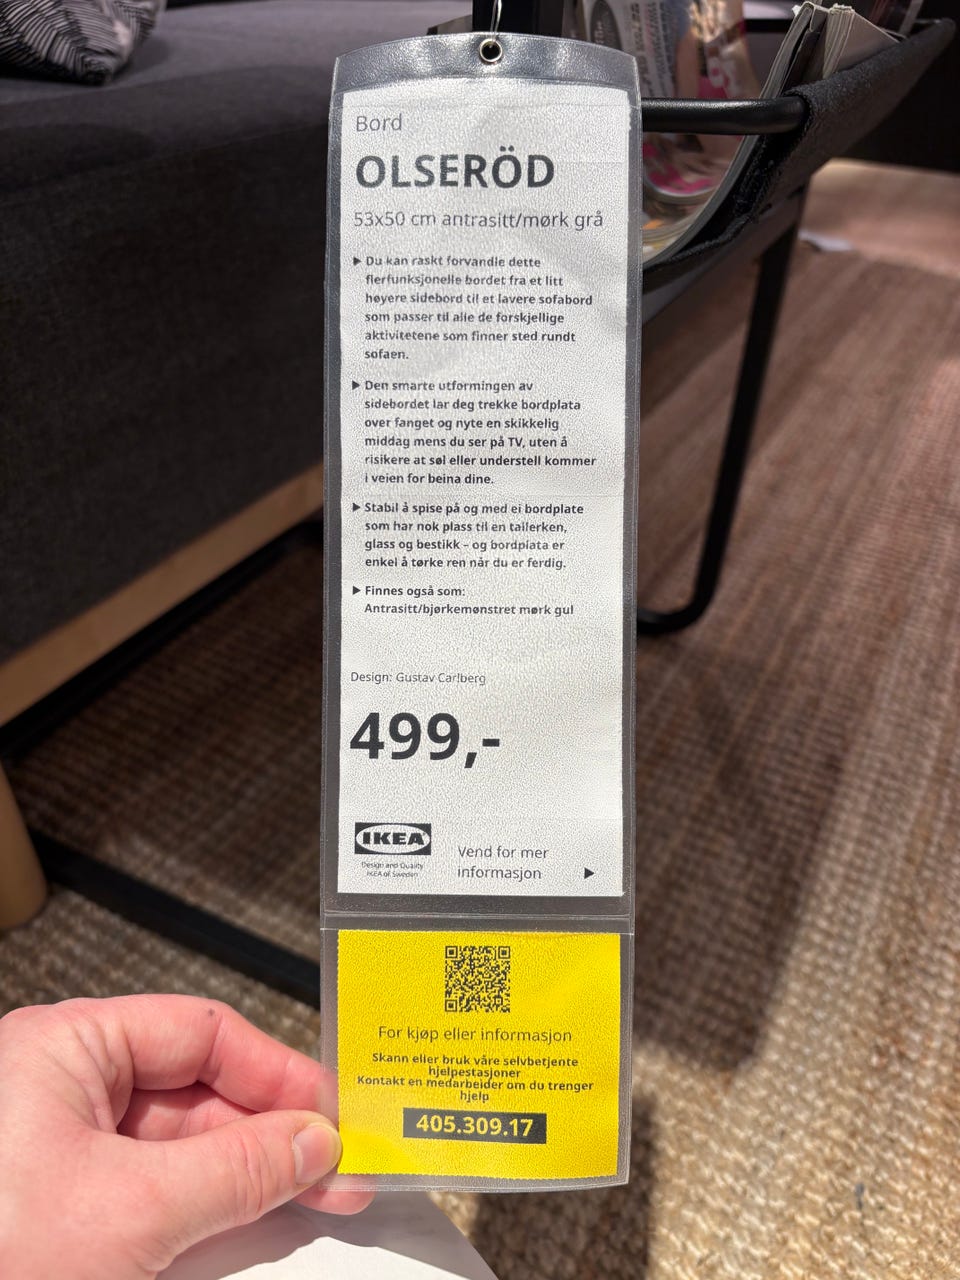 Bord
OLSERÖD
53x50 cm antrasitt/mørk grå
▶ Du kan raskt forvandle dette
flerfunksjonelle bordet fra et litt
høyere sidebord til et lavere sofabord
som passer til alle de forskjellige
aktivitetene som finner sted rundt
sofaen.
▶ Den smarte utformingen av
sidebordet lar deg trekke bordplata
over fanget og nyte en skikkelig
middag mens du ser på TV, uten å
risikere at søl eller understell kommer
i veien for beina dine.
▶ Stabil å spise på og med ei bordplate
som har nok plass til en tallerken,
glass og bestikk – og bordplata er
enkel å tørke ren når du er ferdig.
▶ Finnes også som:
Antrasitt/bjørkemønstret mørk gul
Design: Gustav Carlberg
499,-
IKEA
Design and Quality
IKEA of Sweden
Vend for mer
informasjon ▶
For kjøp eller informasjon
Skann eller bruk våre selvbetjente
hjelpestasjoner
Kontakt en medarbeider om du trenger
hjelp
405.309.17